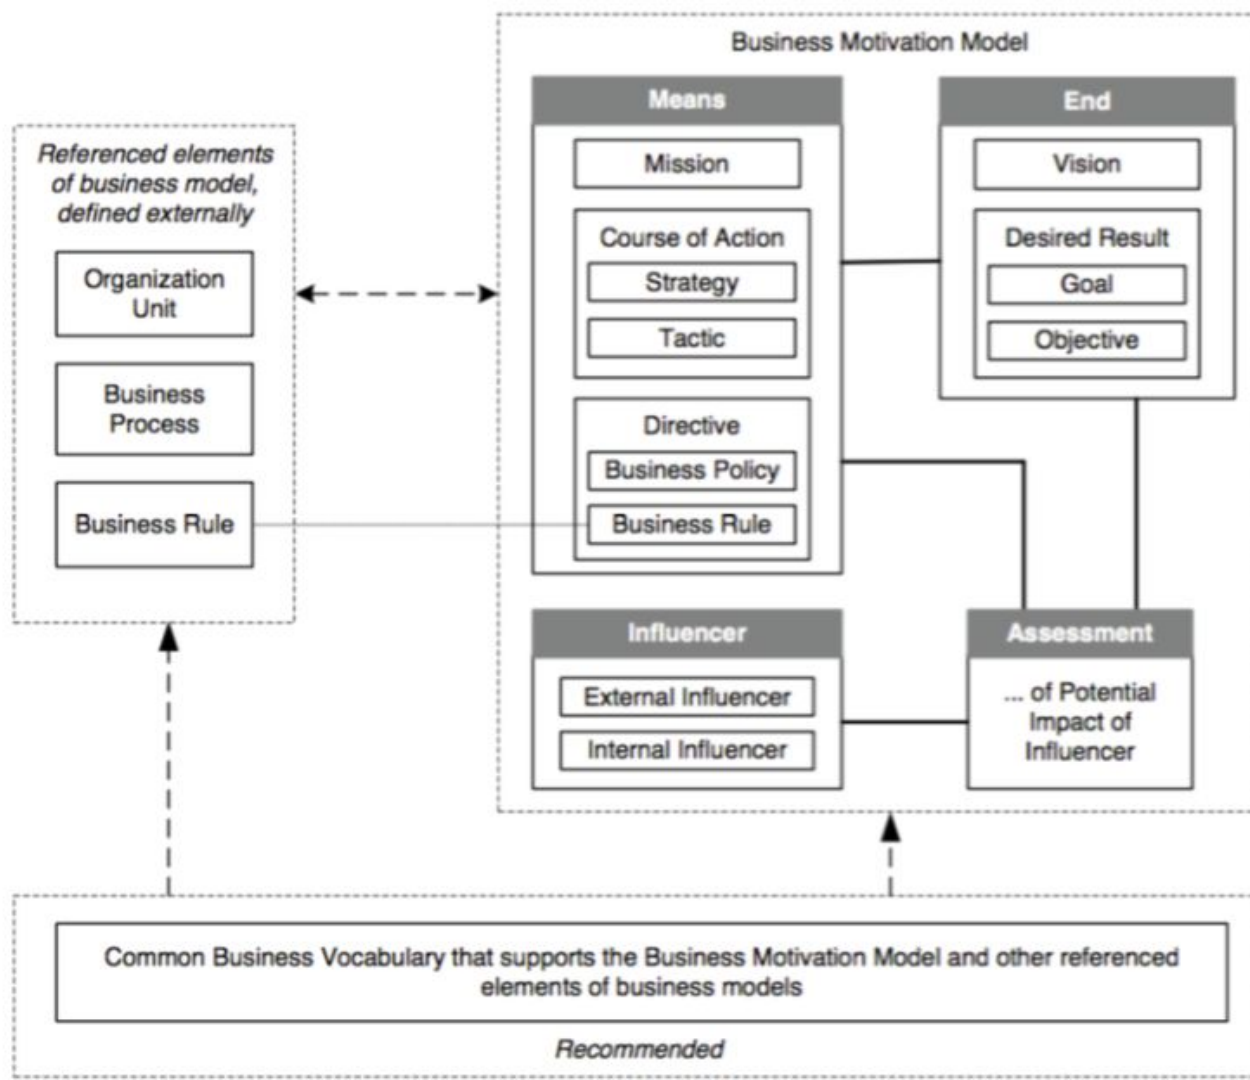 Business Motivation Model
Means
Mission
Course of Action
Strategy
Tactic
Directive
Business Policy
Business Rule
End
Vision
Desired Result
Goal
Objective
Referenced elements
of business model,
defined externally
Organization
Unit
Business
Process
Business Rule
Influencer
External Influencer
Internal Influencer
Assessment
... of Potential
Impact of
Influencer
Common Business Vocabulary that supports the Business Motivation Model and other referenced
elements of business models
Recommended